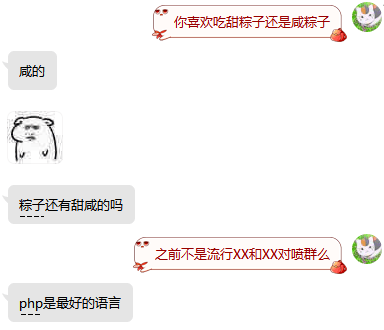 你喜欢吃甜粽子还是咸粽子
咸的
粽子还有甜咸的吗
之前不是流行XX和XX对喷群么
php是最好的语言